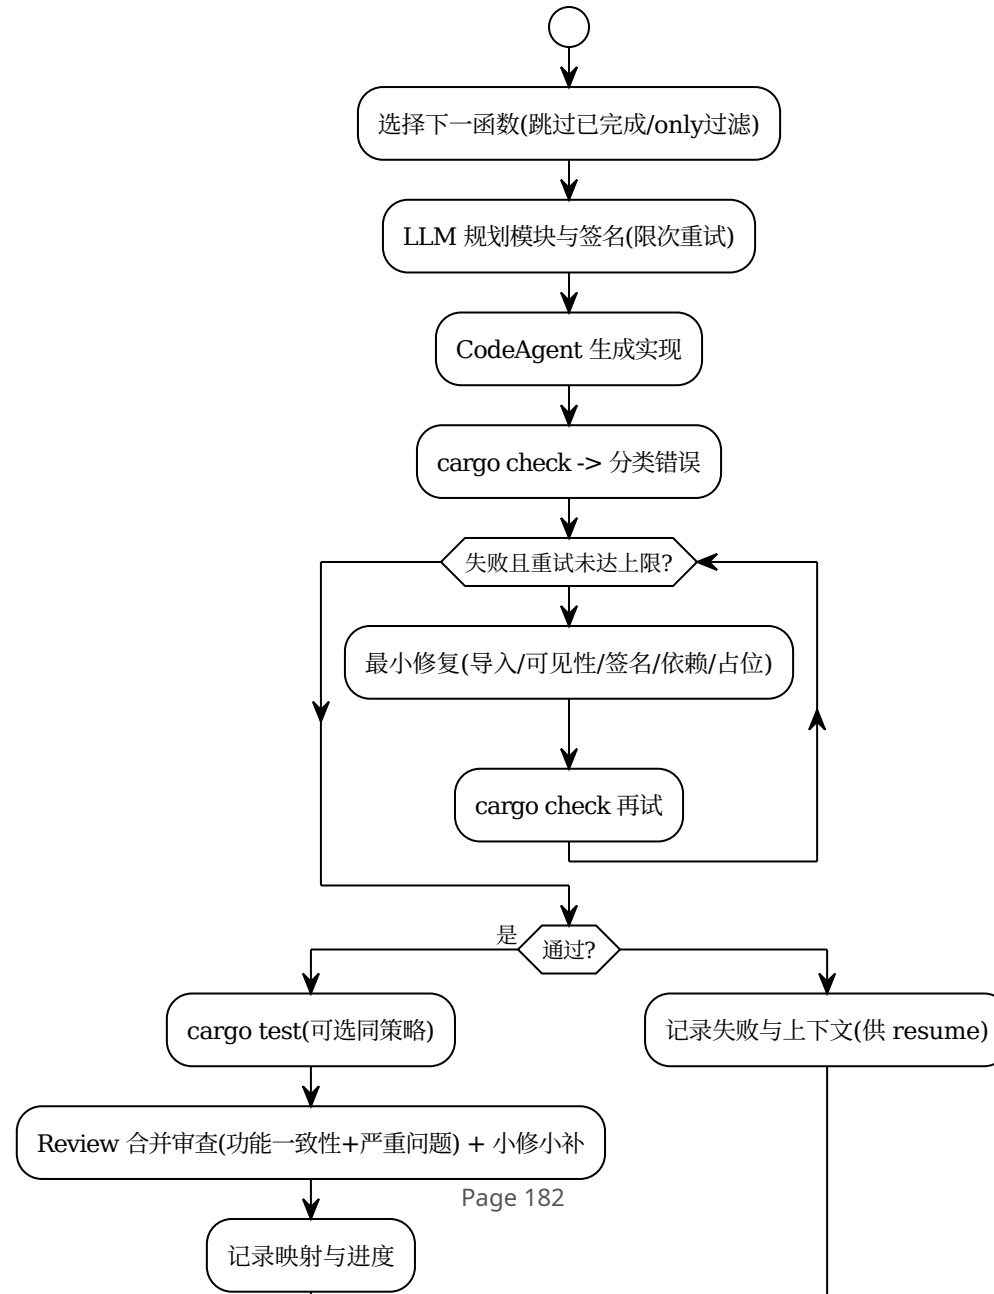 选择下一函数(跳过已完成/only过滤)
LLM 规划模块与签名(限次重试)
CodeAgent 生成实现
cargo check -> 分类错误
失败且重试未达上限?
最小修复(导入/可见性/签名/依赖/占位)
cargo check 再试
是
通过?
cargo test(可选同策略)
记录失败与上下文(供 resume)
Review 合并审查(功能一致性+严重问题) + 小修小补
Page 182
记录映射与进度